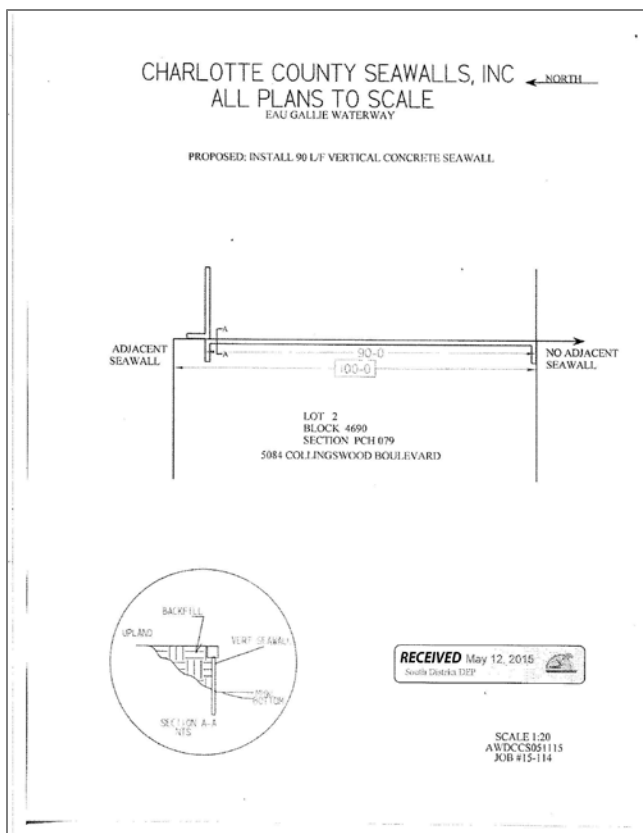 CHARLOTTE COUNTY SEAWALLS, INC
NORTH
ALL PLANS TO SCALE
EAU GALLIE WATERWAY
PROPOSED: INSTALL 90 L/F VERTICAL CONCRETE SEAWALL
A
A
ADJACENT
SEAWALL
NO ADJACENT
SEAWALL
90-0
100-0
LOT 2
BLOCK 4690
SECTION PCH 079
5084 COLLINGSWOOD BOULEVARD
BACKFILL
UPLAND
VERT SEAWALL
BOTTOM
SECTION A-A
NTS
RECEIVED May 12, 2015
South District DEP
SCALE 1:20
AWDCCS051115
JOB #15-114